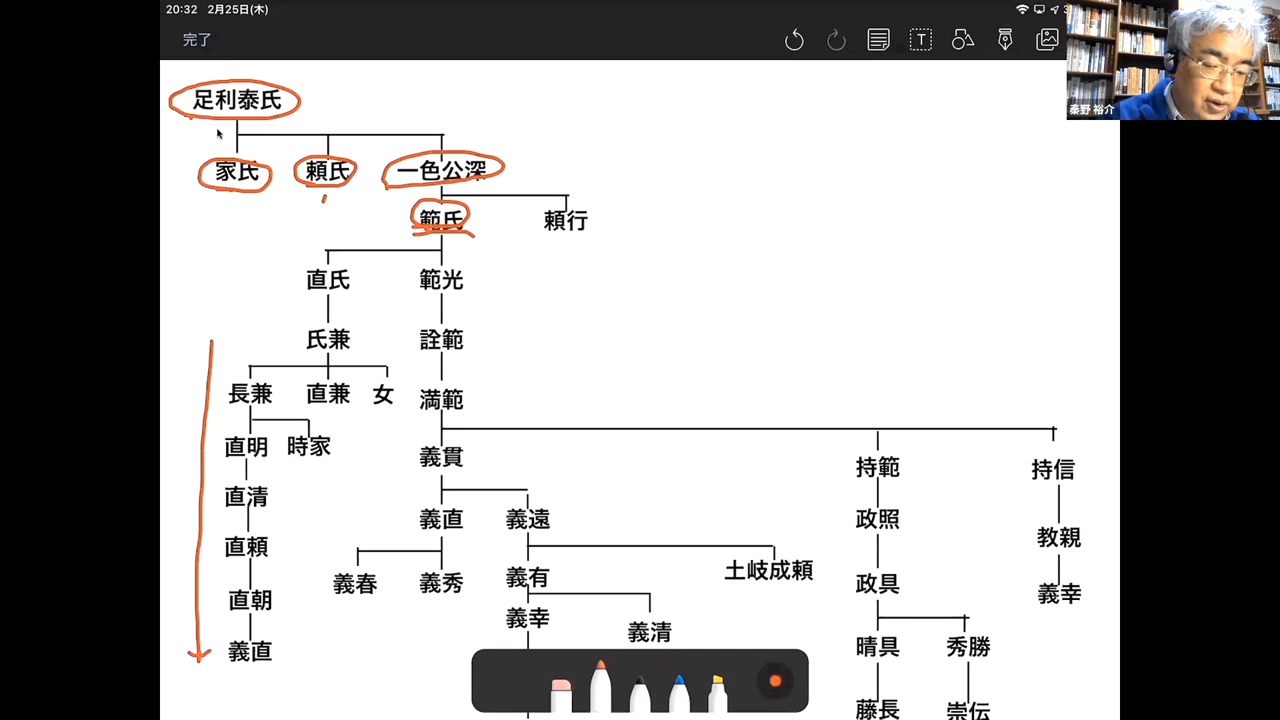 20:32 2月25日(木)
完了
秦野 裕介
足利泰氏
家氏 頼氏 一色公深
範氏 頼行
直氏 範光
氏兼 詮範
長兼 直兼 女 満範
直明 時家 義貫 持範 持信
直清
直頼 義直 義遠 政照 教親
直朝 義春 義秀 義有 土岐成頼 政具 義幸
義直 義幸 義清 晴具 秀勝
藤長 崇伝